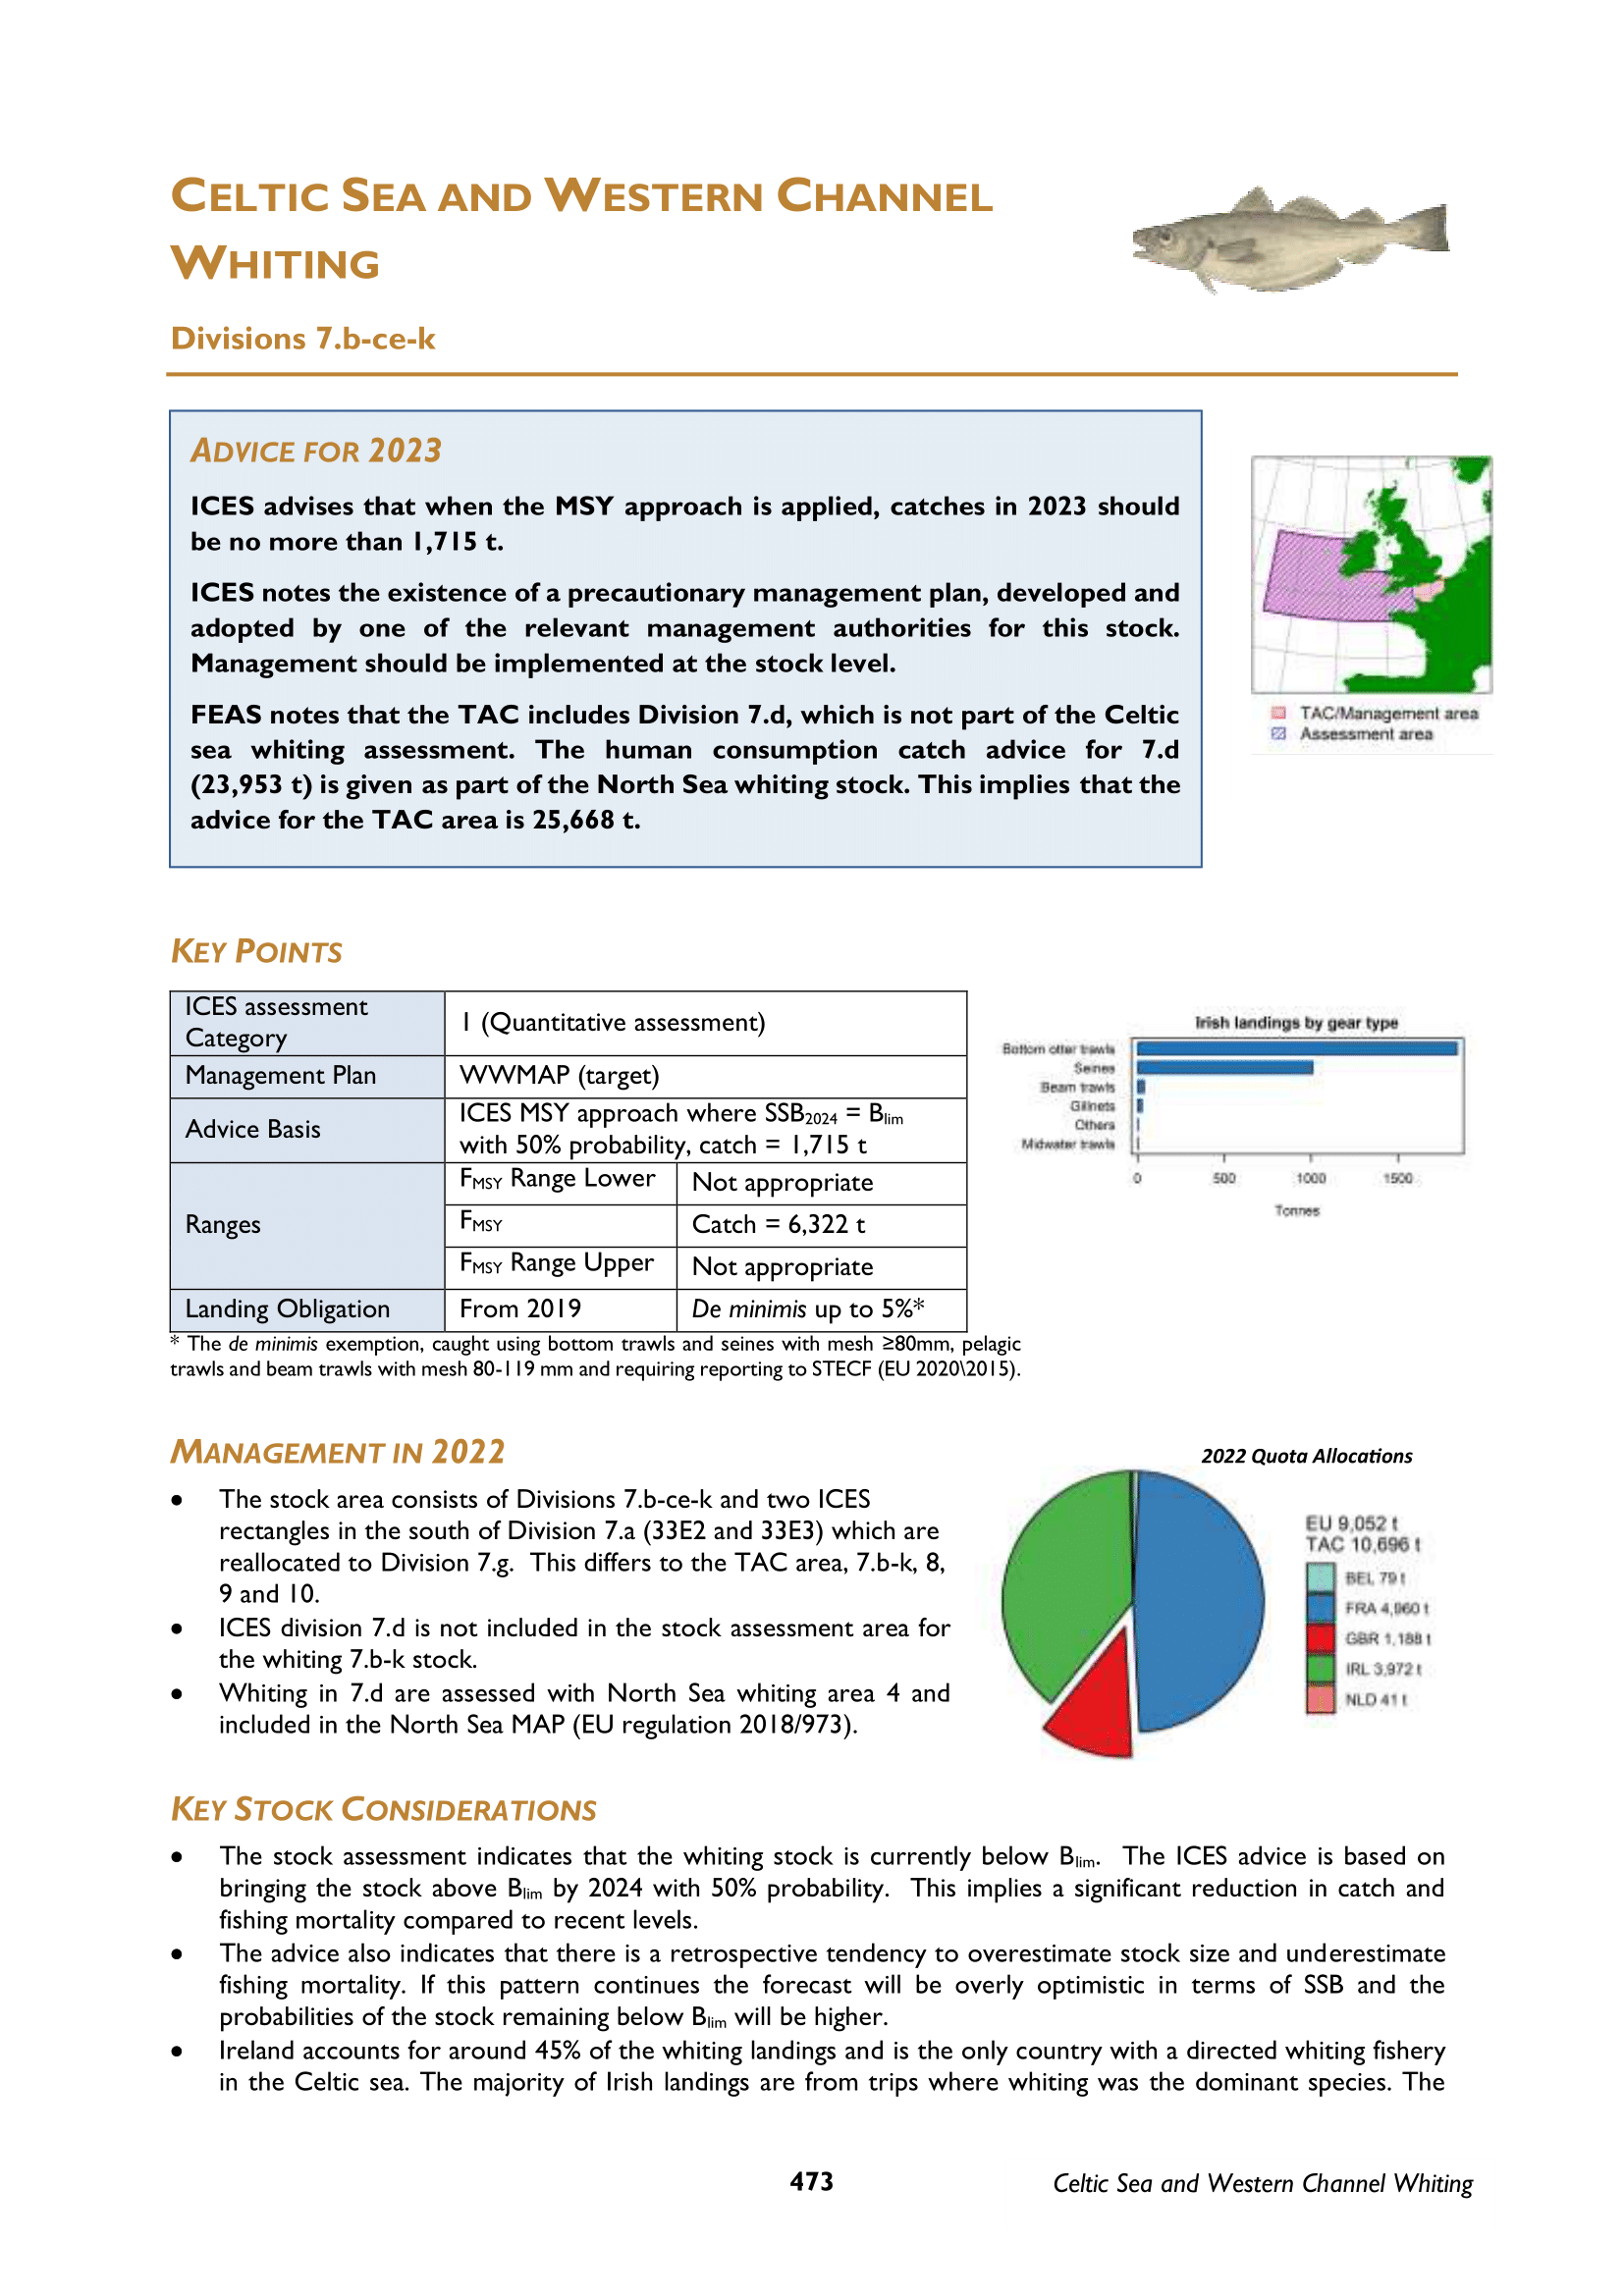 CELTIC SEA AND WESTERN CHANNEL
WHITING
Divisions 7.b-ce-k
ADVICE FOR 2023
ICES advises that when the MSY approach is applied, catches in 2023 should
be no more than 1,715 t.
ICES notes the existence of a precautionary management plan, developed and
adopted by one of the relevant management authorities for this stock.
Management should be implemented at the stock level.
FEAS notes that the TAC includes Division 7.d, which is not part of the Celtic
sea whiting assessment. The human consumption catch advice for 7.d
(23,953 t) is given as part of the North Sea whiting stock. This implies that the
advice for the TAC area is 25,668 t.
TAC/Management area
Assessment area
KEY POINTS
ICES assessment
Category
1 (Quantitative assessment)
Management Plan
WWMAP (target)
Advice Basis
ICES MSY approach where SSB2024 = Blim
with 50% probability, catch = 1,715 t
Ranges
FMSY Range Lower
Not appropriate
FMSY
Catch = 6,322 t
FMSY Range Upper
Not appropriate
Landing Obligation
From 2019
De minimis up to 5%*
* The de minimis exemption, caught using bottom trawls and seines with mesh ≥80mm, pelagic
trawls and beam trawls with mesh 80-119 mm and requiring reporting to STECF (EU 2020\2015).
Irish landings by gear type
Bottom otter trawls
Seines
Beam trawls
Gillnets
Others
Midwater trawls
0
500
1000
1500
Tonnes
MANAGEMENT IN 2022
• The stock area consists of Divisions 7.b-ce-k and two ICES
rectangles in the south of Division 7.a (33E2 and 33E3) which are
reallocated to Division 7.g. This differs to the TAC area, 7.b-k, 8,
9 and 10.
• ICES division 7.d is not included in the stock assessment area for
the whiting 7.b-k stock.
• Whiting in 7.d are assessed with North Sea whiting area 4 and
included in the North Sea MAP (EU regulation 2018/973).
2022 Quota Allocations
EU 9,052 t
TAC 10,696 t
BEL 79 t
FRA 4,960 t
GBR 1,188 t
IRL 3,972 t
NLD 41 t
KEY STOCK CONSIDERATIONS
• The stock assessment indicates that the whiting stock is currently below Blim. The ICES advice is based on
bringing the stock above Blim by 2024 with 50% probability. This implies a significant reduction in catch and
fishing mortality compared to recent levels.
• The advice also indicates that there is a retrospective tendency to overestimate stock size and underestimate
fishing mortality. If this pattern continues the forecast will be overly optimistic in terms of SSB and the
probabilities of the stock remaining below Blim will be higher.
• Ireland accounts for around 45% of the whiting landings and is the only country with a directed whiting fishery
in the Celtic sea. The majority of Irish landings are from trips where whiting was the dominant species. The
473
Celtic Sea and Western Channel Whiting